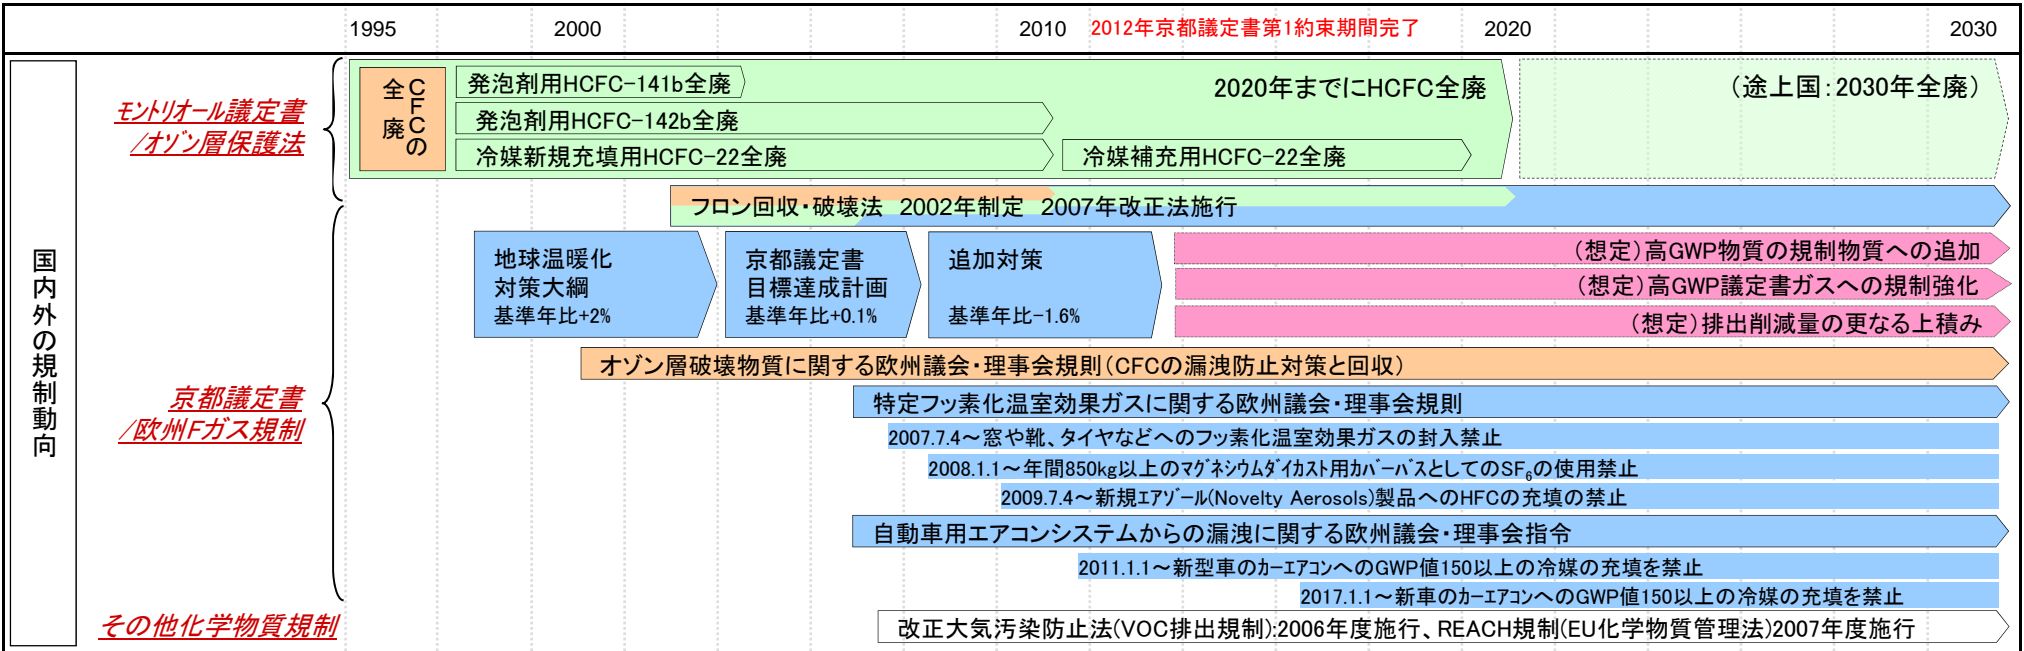 1995 2000 2010 2012年京都議定書第1約束期間完了 2020 2030
国内外の規制動向
モントリオール議定書
/オゾン層保護法
CFCの
全廃
発泡剤用HCFC-141b全廃
発泡剤用HCFC-142b全廃
冷媒新規充填用HCFC-22全廃
冷媒補充用HCFC-22全廃
2020年までにHCFC全廃
(途上国:2030年全廃)
フロン回収・破壊法 2002年制定 2007年改正法施行
京都議定書
/欧州Fガス規制
地球温暖化
対策大綱
基準年比+2%
京都議定書
目標達成計画
基準年比+0.1%
追加対策
基準年比-1.6%
(想定)高GWP物質の規制物質への追加
(想定)高GWP議定書ガスへの規制強化
(想定)排出削減量の更なる上積み
オゾン層破壊物質に関する欧州議会・理事会規則(CFCの漏洩防止対策と回収)
特定フッ素化温室効果ガスに関する欧州議会・理事会規則
2007.7.4~窓や靴、タイヤなどへのフッ素化温室効果ガスの封入禁止
2008.1.1~年間850kg以上のマグネシウムダイカスト用カバーバスとしてのSF6の使用禁止
2009.7.4~新規エアゾール(Novelty Aerosols)製品へのHFCの充填の禁止
自動車用エアコンシステムからの漏洩に関する欧州議会・理事会指令
2011.1.1~新型車のカーエアコンへのGWP値150以上の冷媒の充填を禁止
2017.1.1~新車のカーエアコンへのGWP値150以上の冷媒の充填を禁止
その他化学物質規制
改正大気汚染防止法(VOC排出規制):2006年度施行、REACH規制(EU化学物質管理法)2007年度施行